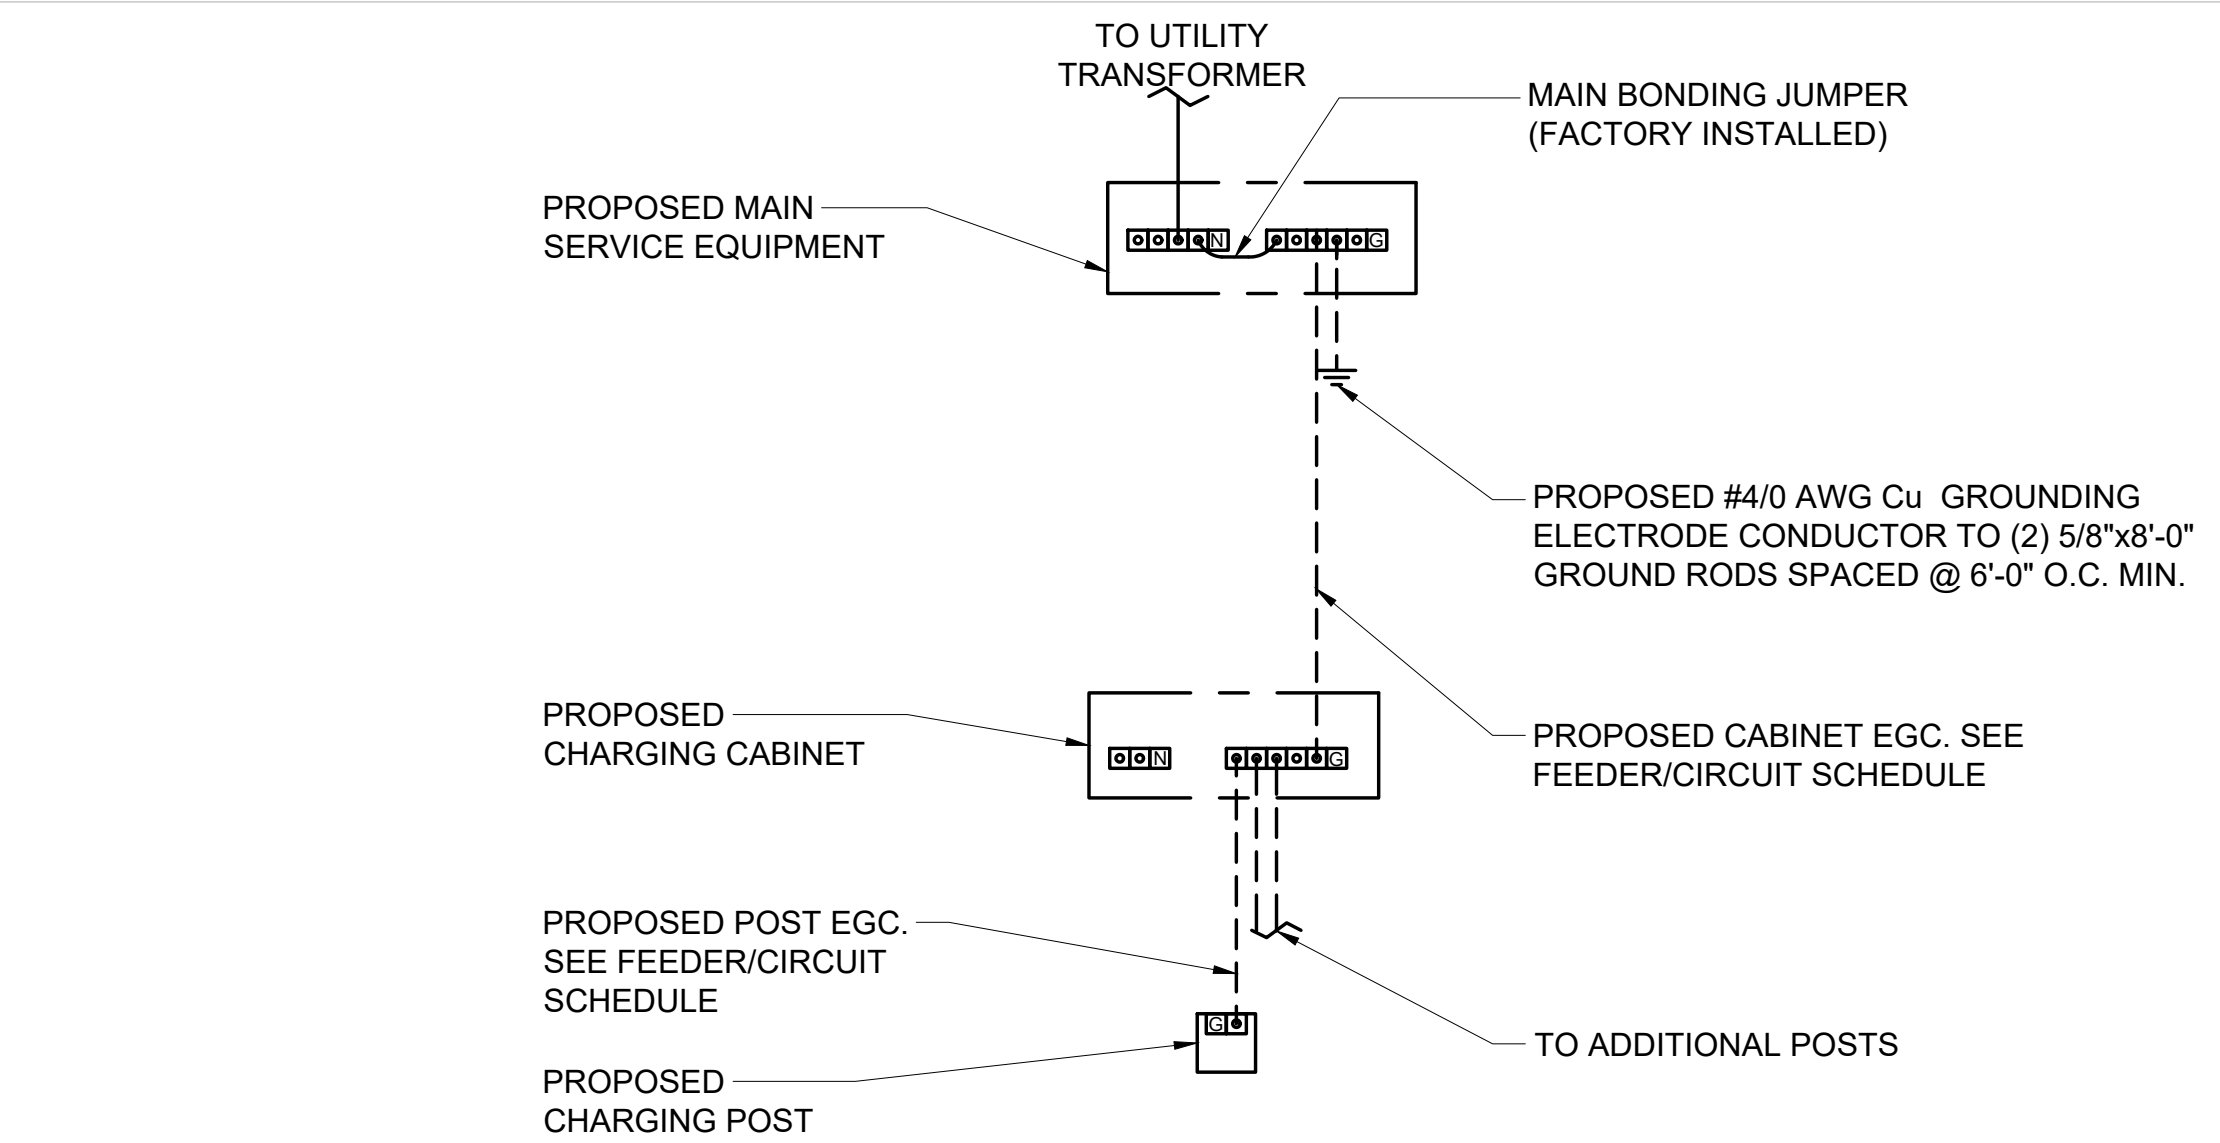 TO UTILITY
TRANSFORMER
MAIN BONDING JUMPER
(FACTORY INSTALLED)
PROPOSED MAIN
SERVICE EQUIPMENT
N
G
PROPOSED #4/0 AWG Cu GROUNDING
ELECTRODE CONDUCTOR TO (2) 5/8"x8'-0"
GROUND RODS SPACED @ 6'-0" O.C. MIN.
PROPOSED
CHARGING CABINET
N
G
PROPOSED CABINET EGC. SEE
FEEDER/CIRCUIT SCHEDULE
PROPOSED POST EGC.
SEE FEEDER/CIRCUIT
SCHEDULE
G
TO ADDITIONAL POSTS
PROPOSED
CHARGING POST